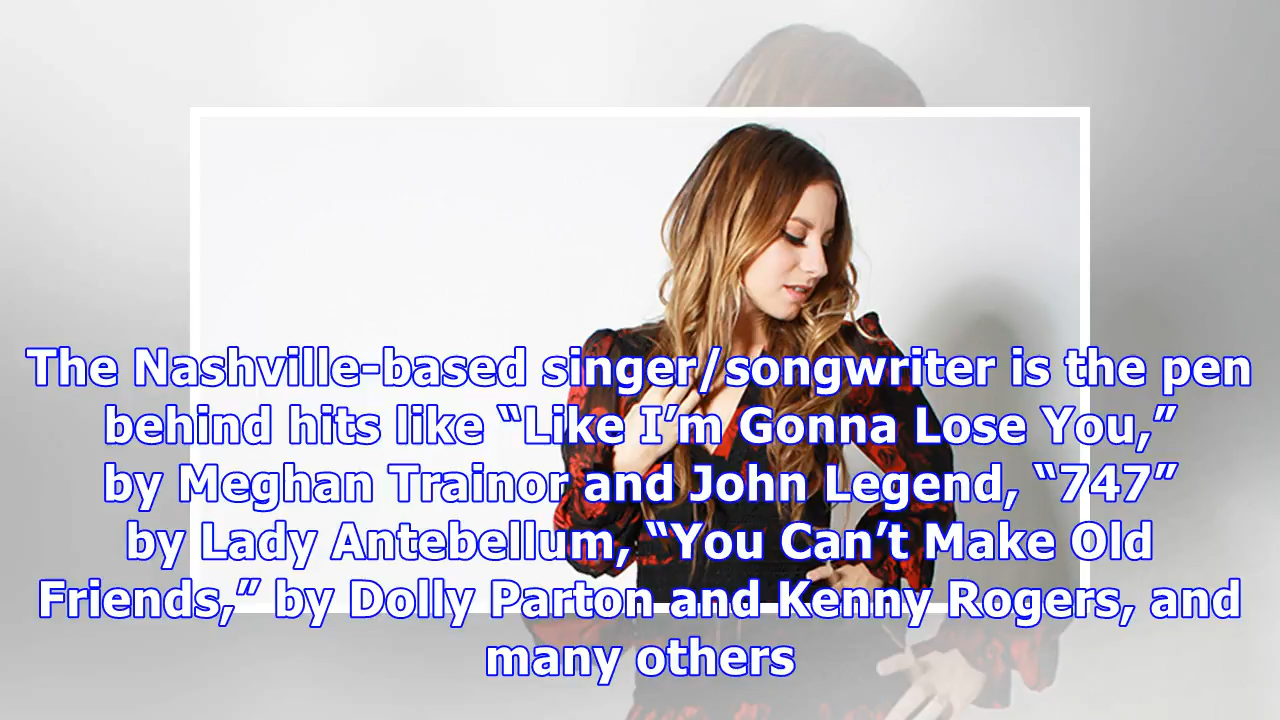 The Nashville-based singer/songwriter is the pen
behind hits like “Like I’m Gonna Lose You,”
by Meghan Trainor and John Legend, “747”
by Lady Antebellum, “You Can’t Make Old
Friends,” by Dolly Parton and Kenny Rogers, and
many others